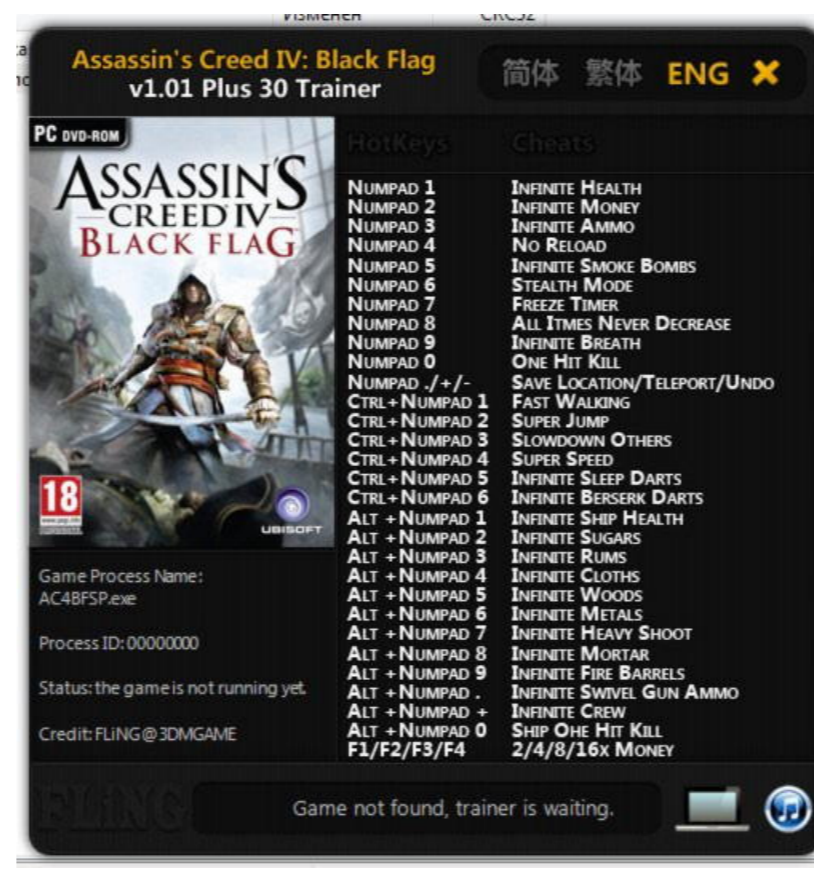 Изменен CRC32
Assassin's Creed IV: Black Flag
v1.01 Plus 30 Trainer
简体 繁体 ENG
PC DVD-ROM
ASSASSIN'S
CREED IV
BLACK FLAG
18
UBISOFT
HotKeys Cheats
NUMPAD 1 INFINITE HEALTH
NUMPAD 2 INFINITE MONEY
NUMPAD 3 INFINITE AMMO
NUMPAD 4 NO RELOAD
NUMPAD 5 INFINITE SMOKE BOMBS
NUMPAD 6 STEALTH MODE
NUMPAD 7 FREEZE TIMER
NUMPAD 8 ALL ITMES NEVER DECREASE
NUMPAD 9 INFINITE BREATH
NUMPAD 0 ONE HIT KILL
NUMPAD ./+/- SAVE LOCATION/TELEPORT/UNDO
CTRL+NUMPAD 1 FAST WALKING
CTRL+NUMPAD 2 SUPER JUMP
CTRL+NUMPAD 3 SLOWDOWN OTHERS
CTRL+NUMPAD 4 SUPER SPEED
CTRL+NUMPAD 5 INFINITE SLEEP DARTS
CTRL+NUMPAD 6 INFINITE BERSERK DARTS
ALT +NUMPAD 1 INFINITE SHIP HEALTH
ALT +NUMPAD 2 INFINITE SUGARS
ALT +NUMPAD 3 INFINITE RUMS
ALT +NUMPAD 4 INFINITE CLOTHS
ALT +NUMPAD 5 INFINITE WOODS
ALT +NUMPAD 6 INFINITE METALS
ALT +NUMPAD 7 INFINITE HEAVY SHOOT
ALT +NUMPAD 8 INFINITE MORTAR
ALT +NUMPAD 9 INFINITE FIRE BARRELS
ALT +NUMPAD . INFINITE SWIVEL GUN AMMO
ALT +NUMPAD + INFINITE CREW
ALT +NUMPAD 0 SHIP OHE HIT KILL
F1/F2/F3/F4 2/4/8/16X MONEY
Game Process Name:
AC4BFSP.exe
Process ID: 00000000
Status: the game is not running yet.
Credit: FLiNG@3DMGAME
FLiNG
Game not found, trainer is waiting.